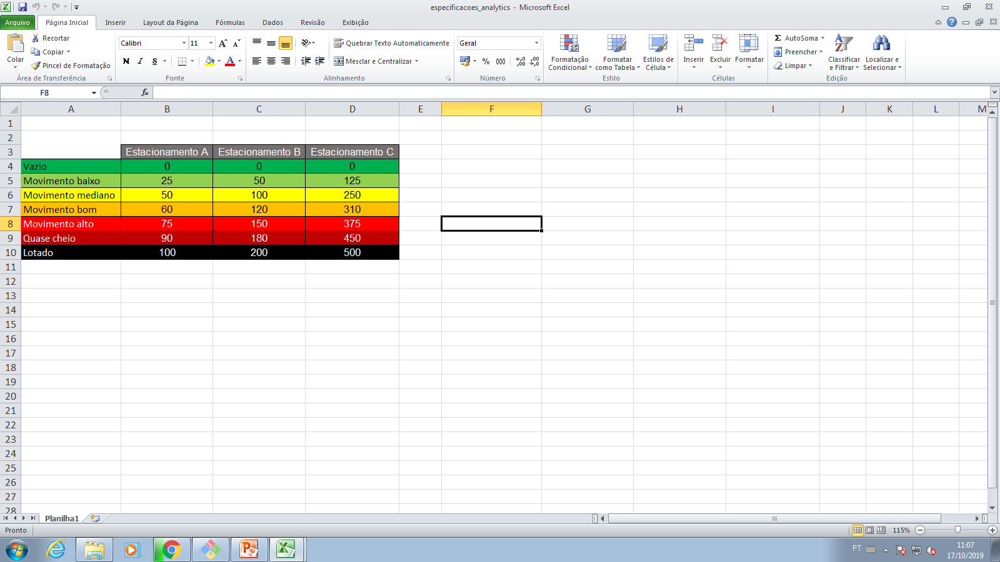 especificacoes_analytics - Microsoft Excel
Arquivo Página Inicial Inserir Layout da Página Fórmulas Dados Revisão Exibição
Colar
Recortar
Copiar
Pincel de Formatação
Área de Transferência
Calibri 11
N I S
Fonte
Quebrar Texto Automaticamente
Mesclar e Centralizar
Alinhamento
Geral
% 000 ,00 ,00
Número
Formatação Condicional
Formatar como Tabela
Estilos de Célula
Estilo
Inserir Excluir Formatar
Células
Σ AutoSoma
Preencher
Limpar
Classificar e Filtrar
Localizar e Selecionar
Edição
F8 fx
A B C D E F G H I J K L M
1
2
3 Estacionamento A Estacionamento B Estacionamento C
4 Vazio 0 0 0
5 Movimento baixo 25 50 125
6 Movimento mediano 50 100 250
7 Movimento bom 60 120 310
8 Movimento alto 75 150 375
9 Quase cheio 90 180 450
10 Lotado 100 200 500
11
12
13
14
15
16
17
18
19
20
21
22
23
24
25
26
27
28
Planilha1
Pronto 115%
PT 11:07
17/10/2019